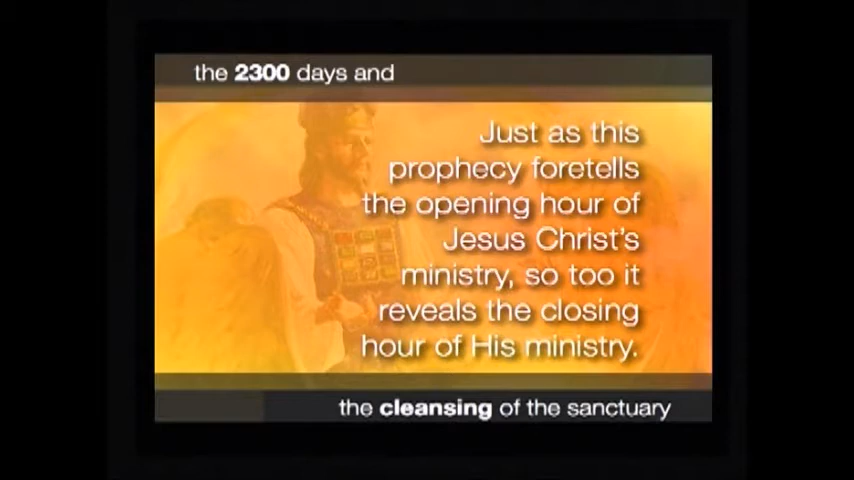 the 2300 days and
Just as this
prophecy foretells
the opening hour of
Jesus Christ's
ministry, so too it
reveals the closing
hour of His ministry.
the cleansing of the sanctuary